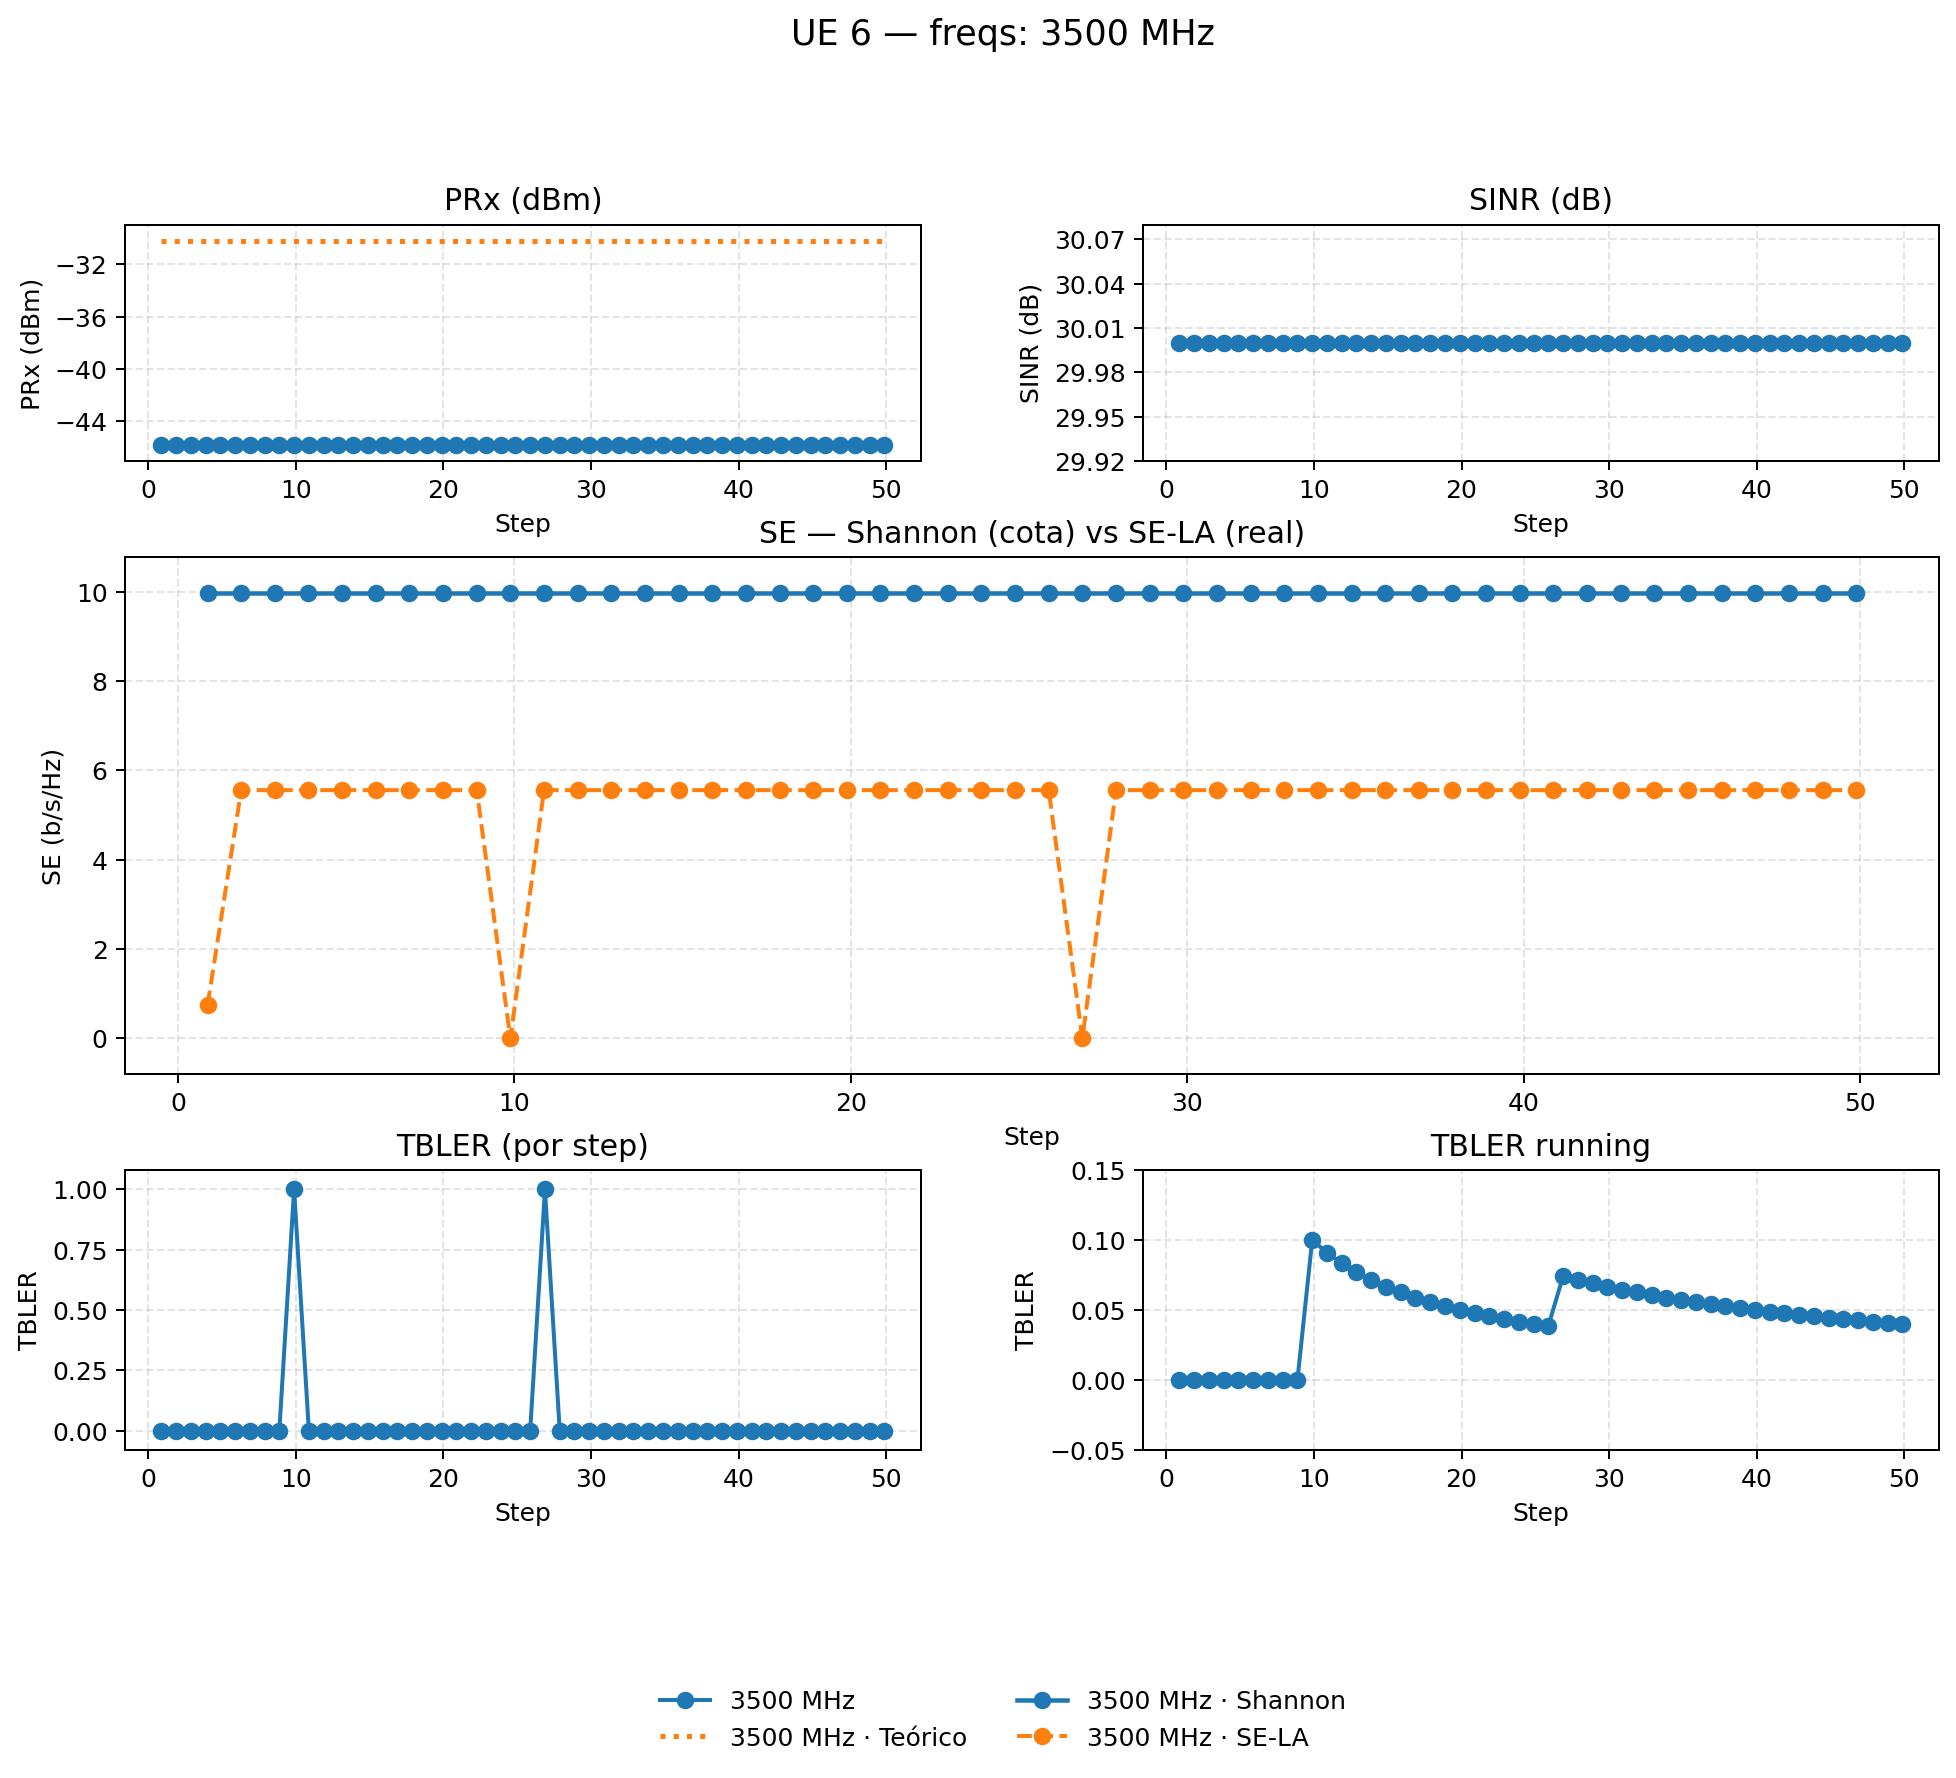 UE 6 — freqs: 3500 MHz
PRx (dBm)
PRx (dBm)
−32
−36
−40
−44
0 10 20 30 40 50
Step
SINR (dB)
SINR (dB)
30.07
30.04
30.01
29.98
29.95
29.92
0 10 20 30 40 50
Step
SE — Shannon (cota) vs SE-LA (real)
SE (b/s/Hz)
10
8
6
4
2
0
0 10 20 30 40 50
Step
TBLER (por step)
TBLER
1.00
0.75
0.50
0.25
0.00
0 10 20 30 40 50
Step
TBLER running
TBLER
0.15
0.10
0.05
0.00
−0.05
0 10 20 30 40 50
Step
3500 MHz
3500 MHz · Teórico
3500 MHz · Shannon
3500 MHz · SE-LA